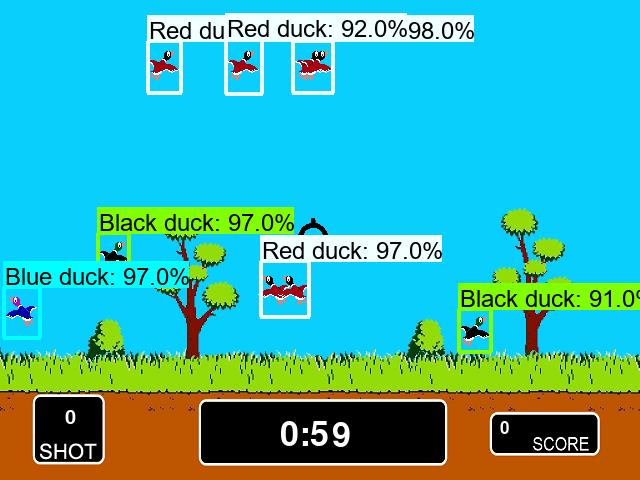 Red du
Red duck: 92.0%
98.0%
Black duck: 97.0%
Red duck: 97.0%
Blue duck: 97.0%
Black duck: 91.0%
0
SHOT
0:59
0
SCORE